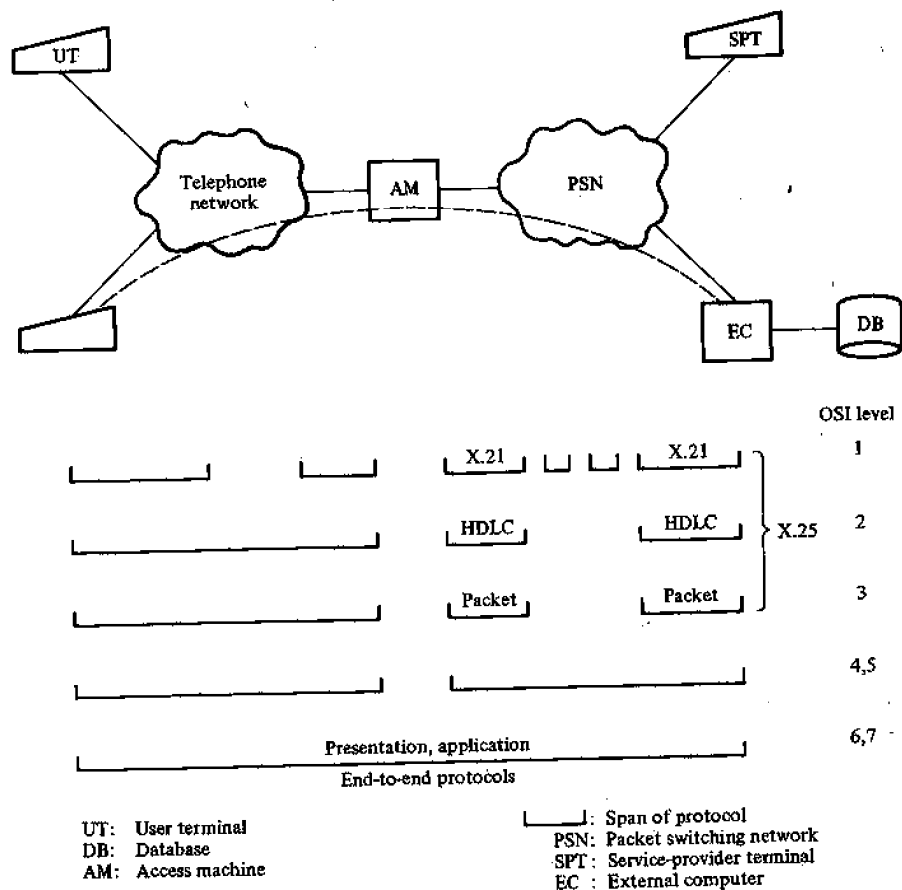 UT
SPT
Telephone
network
AM
PSN
EC
DB
OSI level
X.21
X.21
1
HDLC
HDLC
2
X.25
Packet
Packet
3
4,5
Presentation, application
6,7
End-to-end protocols
UT: User terminal
DB: Database
AM: Access machine
: Span of protocol
PSN: Packet switching network
SPT : Service-provider terminal
EC : External computer